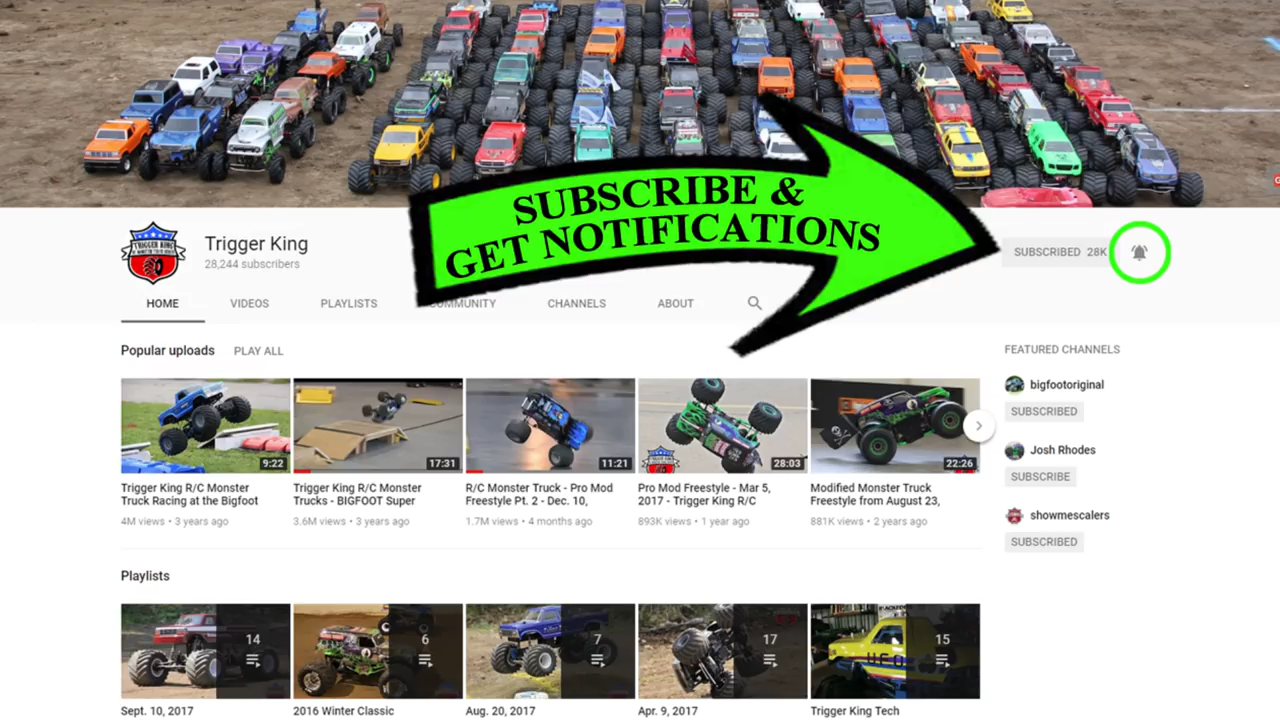 SUBSCRIBE &
GET NOTIFICATIONS
TRIGGER KING
Trigger King
28,244 subscribers
SUBSCRIBED 28K
HOME VIDEOS PLAYLISTS COMMUNITY CHANNELS ABOUT
Popular uploads PLAY ALL
FEATURED CHANNELS
bigfootoriginal
SUBSCRIBED
Josh Rhodes
SUBSCRIBE
showmescalers
SUBSCRIBED
9:22
17:31
11:21
28:03
22:26
Trigger King R/C Monster
Truck Racing at the Bigfoot
4M views • 3 years ago
Trigger King R/C Monster
Trucks - BIGFOOT Super
3.6M views • 3 years ago
R/C Monster Truck - Pro Mod
Freestyle Pt. 2 - Dec. 10,
1.7M views • 4 months ago
Pro Mod Freestyle - Mar 5,
2017 - Trigger King R/C
893K views • 1 year ago
Modified Monster Truck
Freestyle from August 23,
881K views • 2 years ago
Playlists
14
6
7
17
15
UFO
Sept. 10, 2017
2016 Winter Classic
Aug. 20, 2017
Apr. 9, 2017
Trigger King Tech